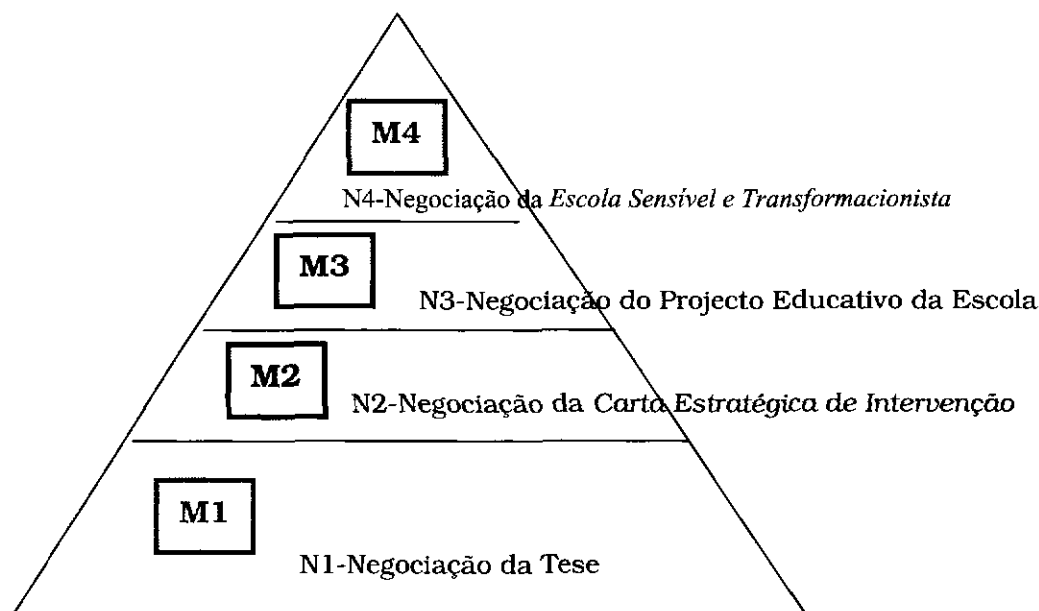 M4
N4-Negociação da Escola Sensível e Transformacionista
M3
N3-Negociação do Projecto Educativo da Escola
M2
N2-Negociação da Carta Estratégica de Intervenção
M1
N1-Negociação da Tese